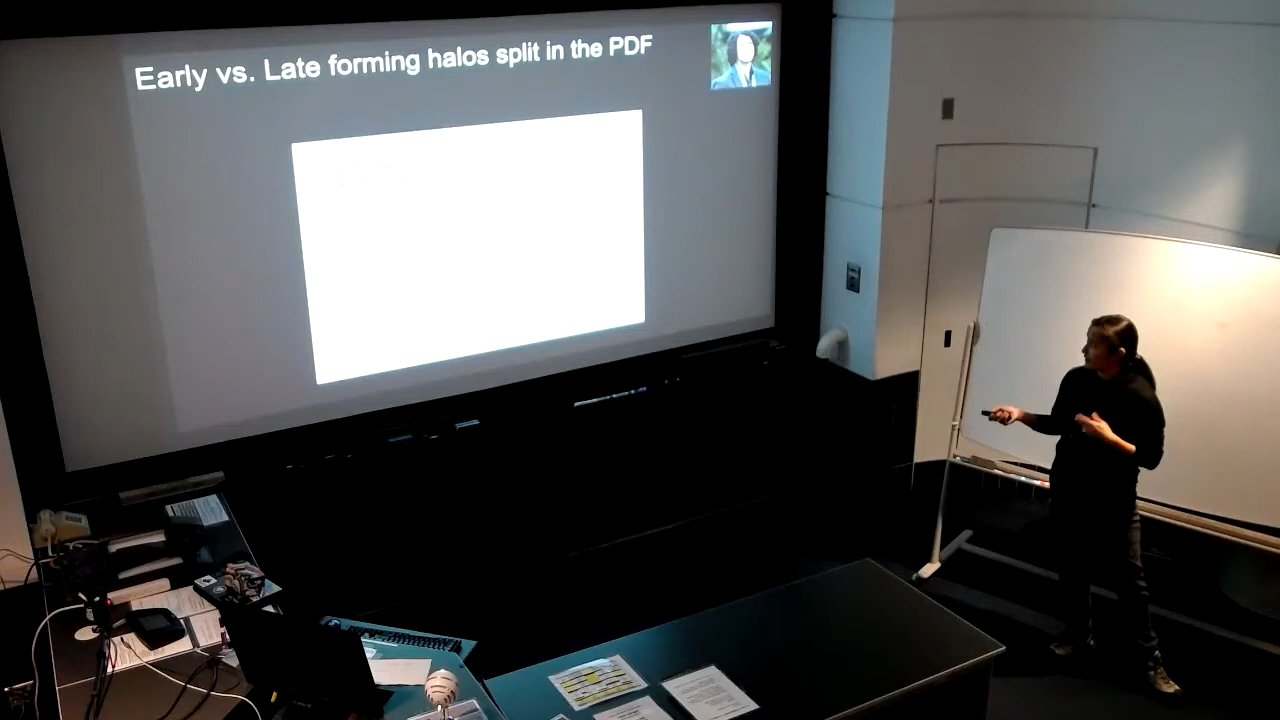 Early vs. Late forming halos split in the PDF